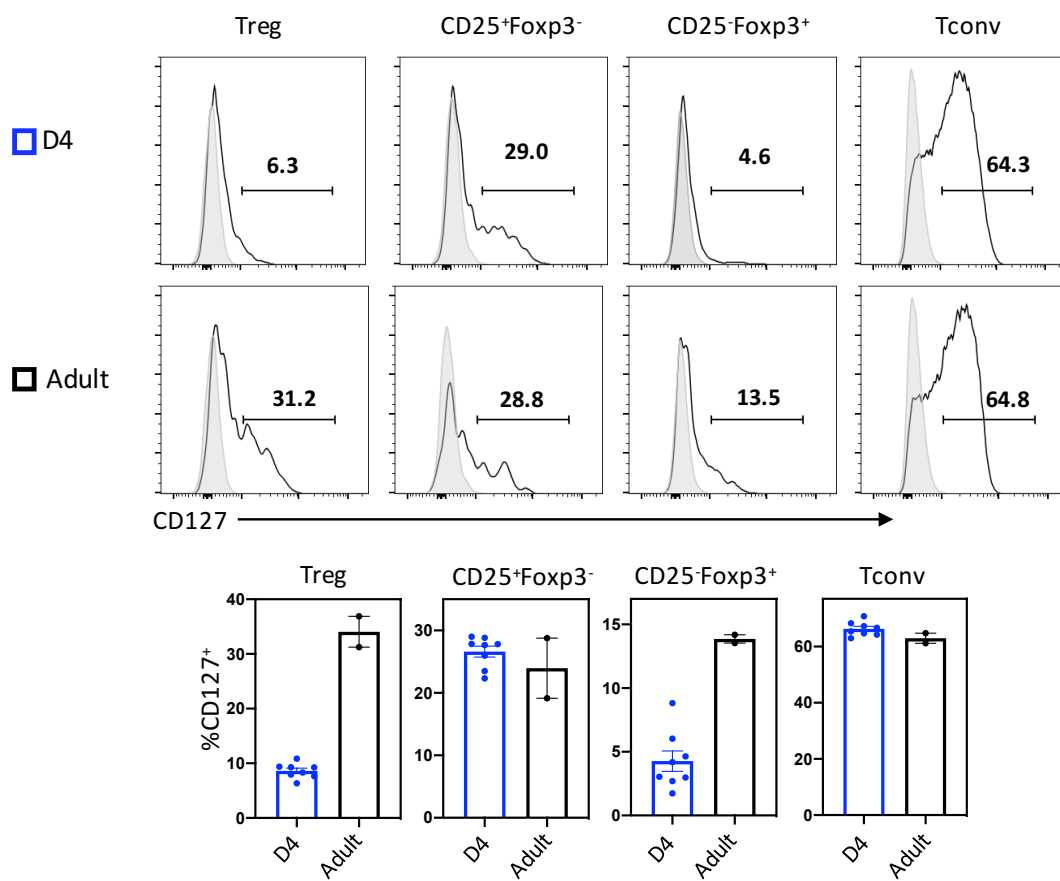 Treg CD25⁺Foxp3⁻ CD25⁻Foxp3⁺ Tconv
D4
6.3 29.0 4.6 64.3
Adult
31.2 28.8 13.5 64.8
CD127
Treg CD25⁺Foxp3⁻ CD25⁻Foxp3⁺ Tconv
%CD127⁺
40
30
20
10
0
D4 Adult
30
20
10
0
D4 Adult
15
10
5
0
D4 Adult
60
40
20
0
D4 Adult